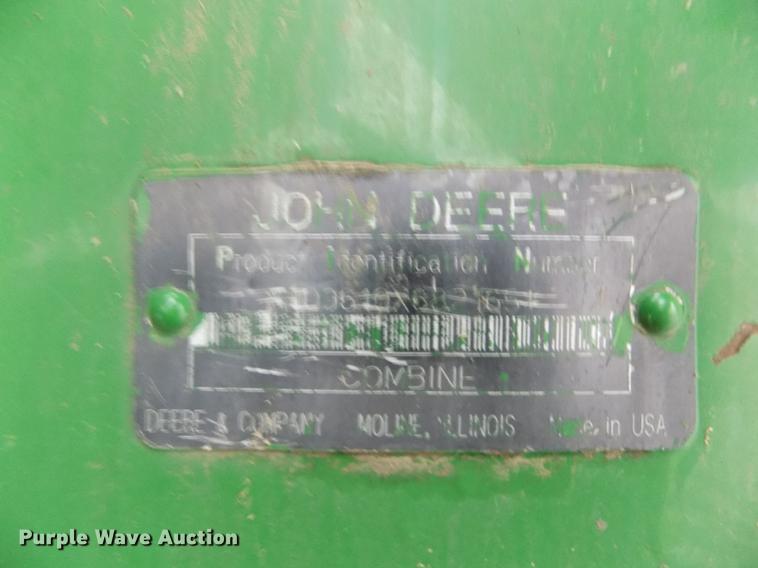 JOHN DEERE
Product Identification Number
COMBINE
DEERE & COMPANY MOLINE, ILLINOIS Made in USA
Purple Wave Auction